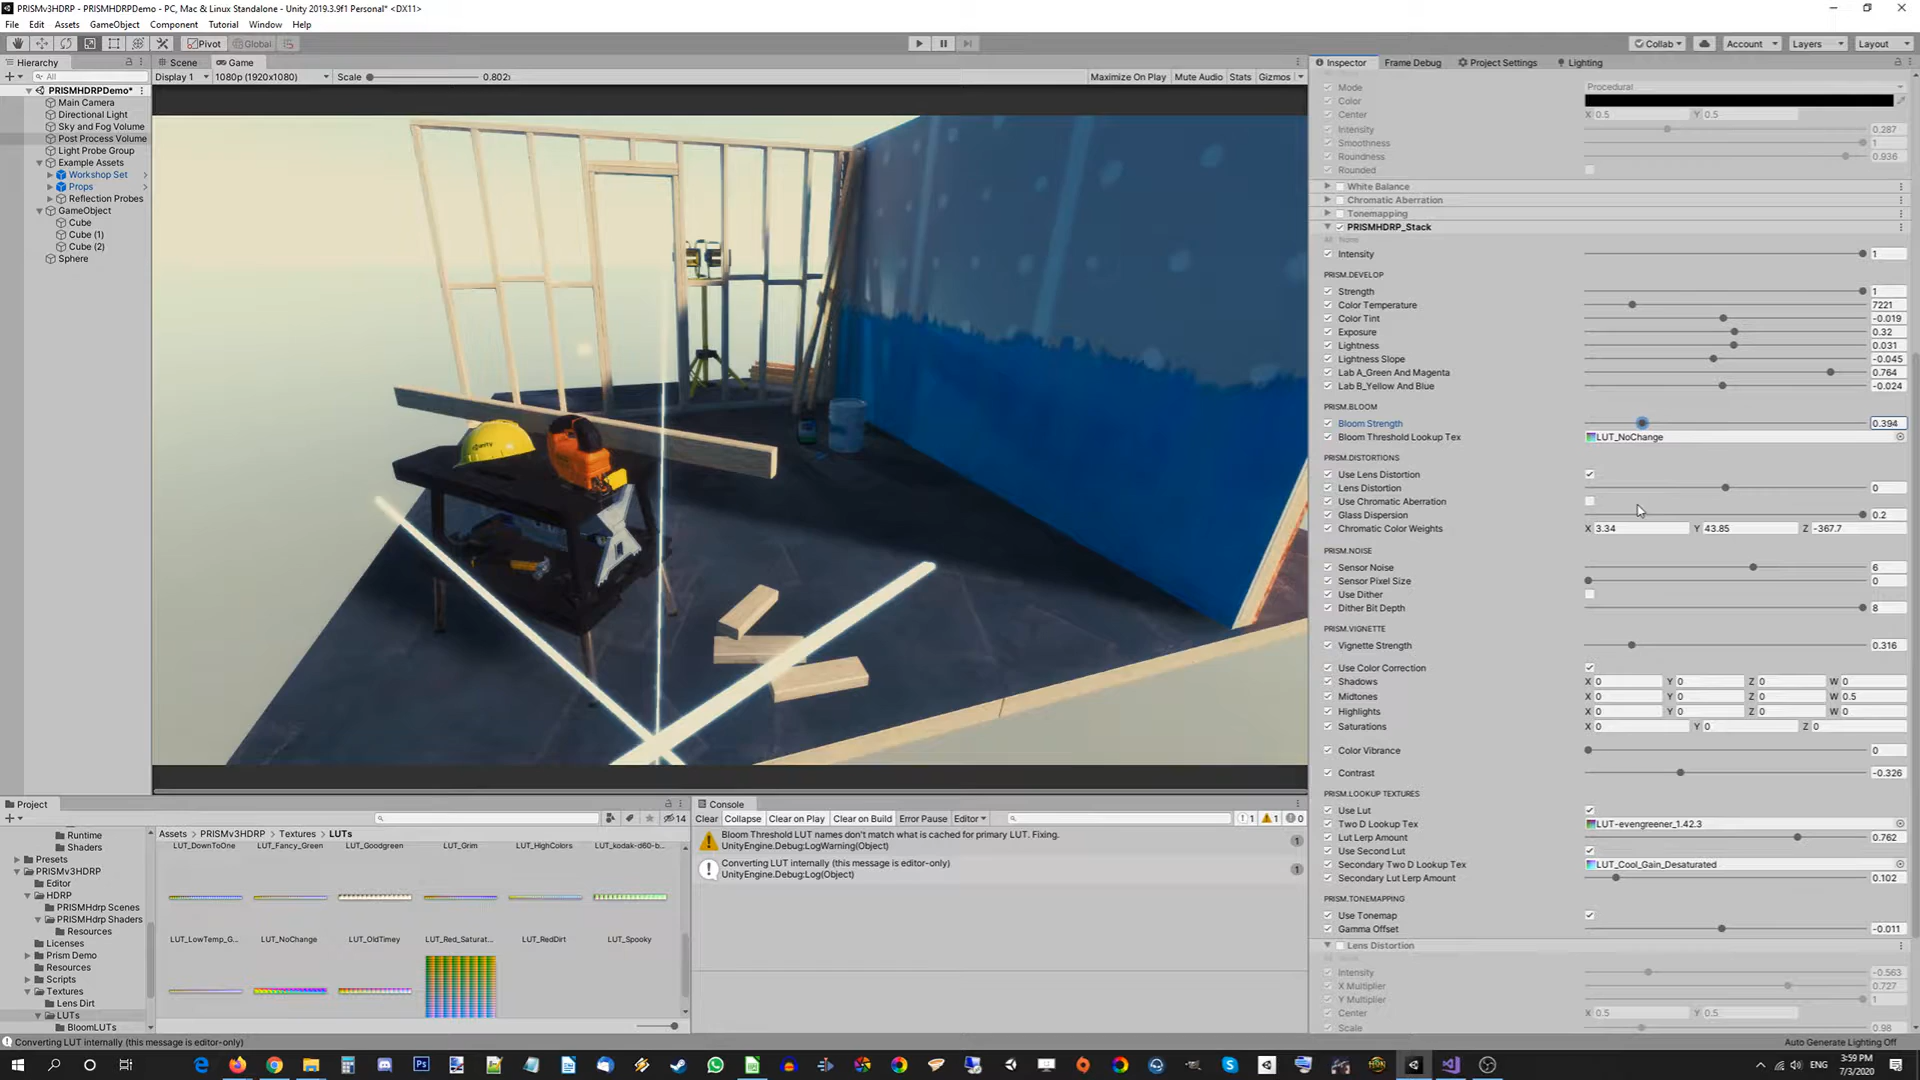 PRISMv3HDRP - PRISMHDRPDemo - PC, Mac & Linux Standalone - Unity 2019.3.9f1 Personal* <DX11>
File Edit Assets GameObject Component Tutorial Window Help
Pivot Global Collab Account Layers Layout
Hierarchy
All
PRISMHDRPDemo*
Main Camera
Directional Light
Sky and Fog Volume
Post Process Volume
Light Probe Group
Example Assets
Workshop Set
Props
Reflection Probes
GameObject
Cube
Cube (1)
Cube (2)
Sphere
Scene Game
Display 1 1080p (1920x1080) Scale 0.802 Maximize On Play Mute Audio Stats Gizmos
Inspector Frame Debug Project Settings Lighting
Mode Procedural
Color
Center X 0.5 Y 0.5
Intensity 0.287
Smoothness 1
Roundness 0.936
Rounded
White Balance
Chromatic Aberration
Tonemapping
PRISMHDRP_Stack
All None
Intensity 1
PRISM.DEVELOP
Strength 1
Color Temperature 7221
Color Tint -0.019
Exposure 0.32
Lightness 0.031
Lightness Slope -0.045
Lab A_Green And Magenta 0.764
Lab B_Yellow And Blue -0.024
PRISM.BLOOM
Bloom Strength 0.394
Bloom Threshold Lookup Tex LUT_NoChange
PRISM.DISTORTIONS
Use Lens Distortion
Lens Distortion 0
Use Chromatic Aberration
Glass Dispersion 0.2
Chromatic Color Weights X 3.34 Y 43.85 Z -367.7
PRISM.NOISE
Sensor Noise 6
Sensor Pixel Size 0
Use Dither
Dither Bit Depth 8
PRISM.VIGNETTE
Vignette Strength 0.316
Use Color Correction
Shadows X 0 Y 0 Z 0 W 0
Midtones X 0 Y 0 Z 0 W 0.5
Highlights X 0 Y 0 Z 0 W 0
Saturations X 0 Y 0 Z 0
Color Vibrance 0
Contrast -0.326
PRISM.LOOKUP TEXTURES
Use Lut
Two D Lookup Tex LUT-evengreener_1.42.3
Lut Lerp Amount 0.762
Use Second Lut
Secondary Two D Lookup Tex LUT_Cool_Gain_Desaturated
Secondary Lut Lerp Amount 0.102
PRISM.TONEMAPPING
Use Tonemap
Gamma Offset -0.011
Lens Distortion
Intensity -0.563
X Multiplier 0.727
Y Multiplier 1
Center X 0.5 Y 0.5
Scale 0.98
Project
14
Runtime
Shaders
Presets
PRISMv3HDRP
Editor
HDRP
PRISMHdrp Scenes
PRISMHdrp Shaders
Resources
Licenses
Prism Demo
Resources
Scripts
Textures
Lens Dirt
LUTs
BloomLUTs
Assets PRISMv3HDRP Textures LUTs
LUT_DownToOne LUT_Fancy_Green LUT_Goodgreen LUT_Grim LUT_HighColors LUT_kodak-d60-b...
LUT_LowTemp_G... LUT_NoChange LUT_OldTimey LUT_Red_Saturat... LUT_RedDirt LUT_Spooky
Console
Clear Collapse Clear on Play Clear on Build Error Pause Editor 1 1 0
Bloom Threshold LUT names don't match what is cached for primary LUT. Fixing.
UnityEngine.Debug:LogWarning(Object)
1
Converting LUT internally (this message is editor-only)
UnityEngine.Debug:Log(Object)
1
Converting LUT internally (this message is editor-only)
Auto Generate Lighting Off
ENG
3:59 PM
7/3/2020